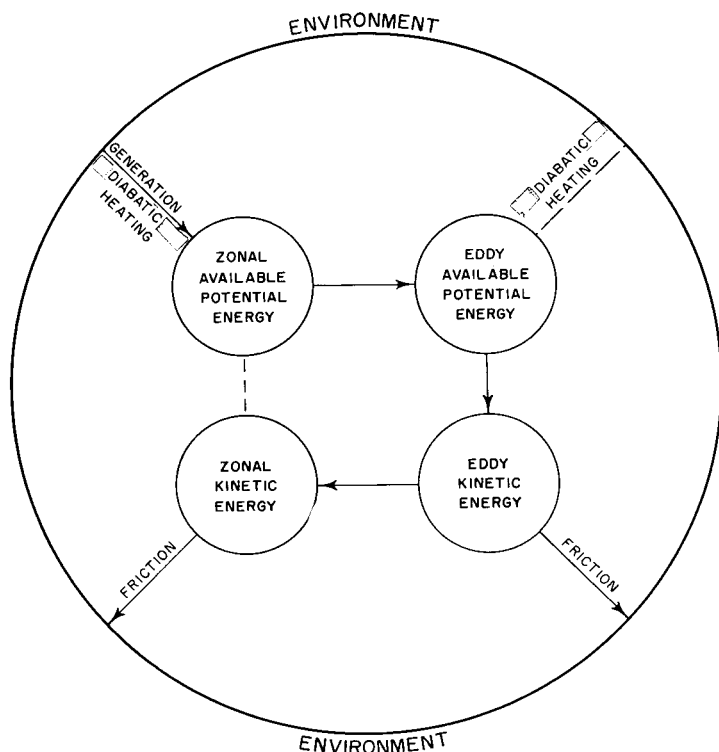 ENVIRONMENT
GENERATION
DIABATIC
HEATING
DIABATIC
HEATING
ZONAL
AVAILABLE
POTENTIAL
ENERGY
EDDY
AVAILABLE
POTENTIAL
ENERGY
ZONAL
KINETIC
ENERGY
EDDY
KINETIC
ENERGY
FRICTION
FRICTION
ENVIRONMENT